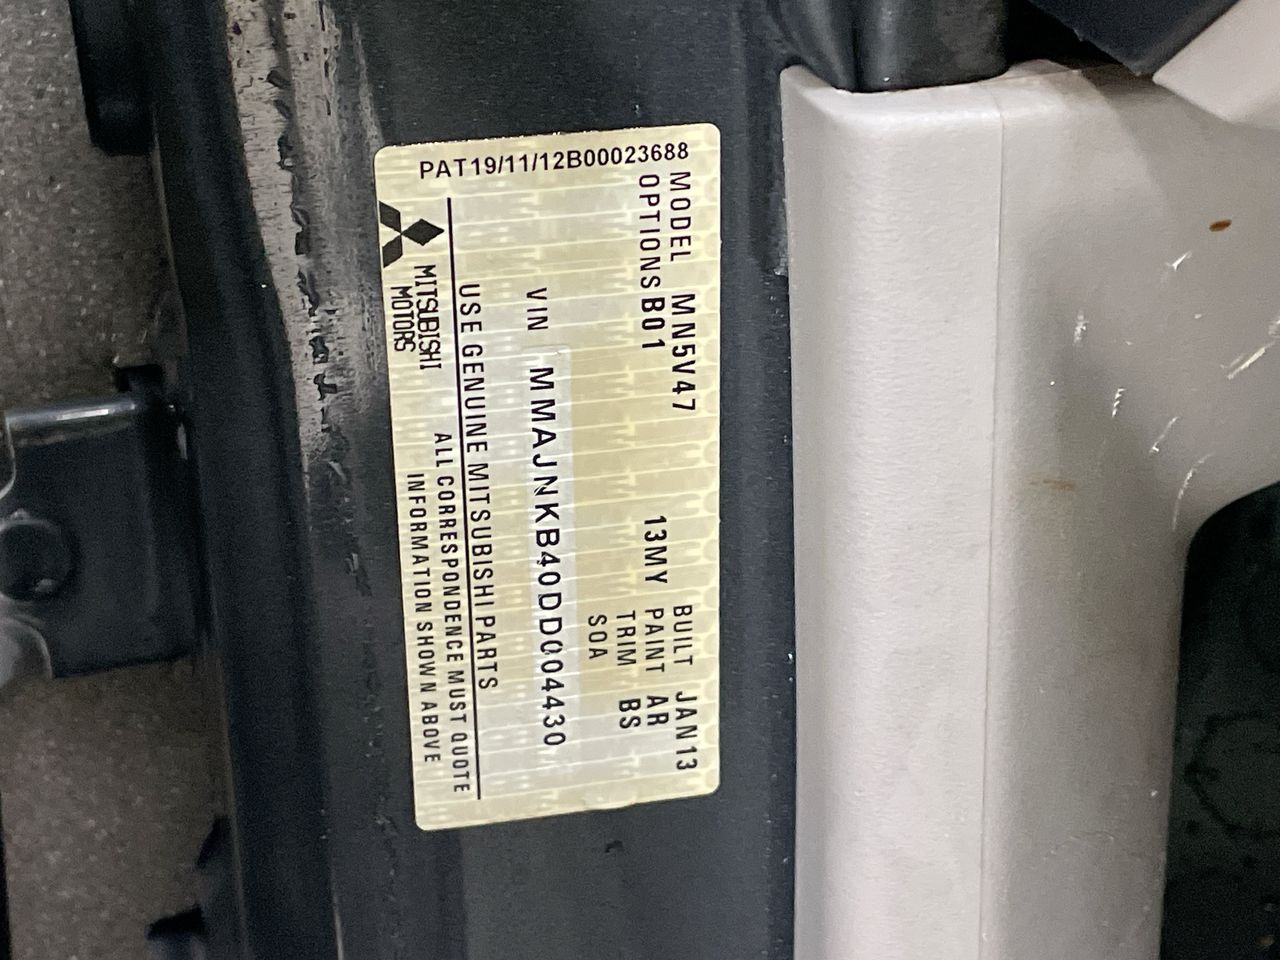 PAT19/11/12B00023688
MODEL MN5V47 BUILT JAN13
OPTIONS B01 13MY PAINT AR
TRIM BS
SOA
VIN MMAJNKB40DD004430
USE GENUINE MITSUBISHI PARTS
MITSUBISHI
MOTORS
ALL CORRESPONDENCE MUST QUOTE
INFORMATION SHOWN ABOVE